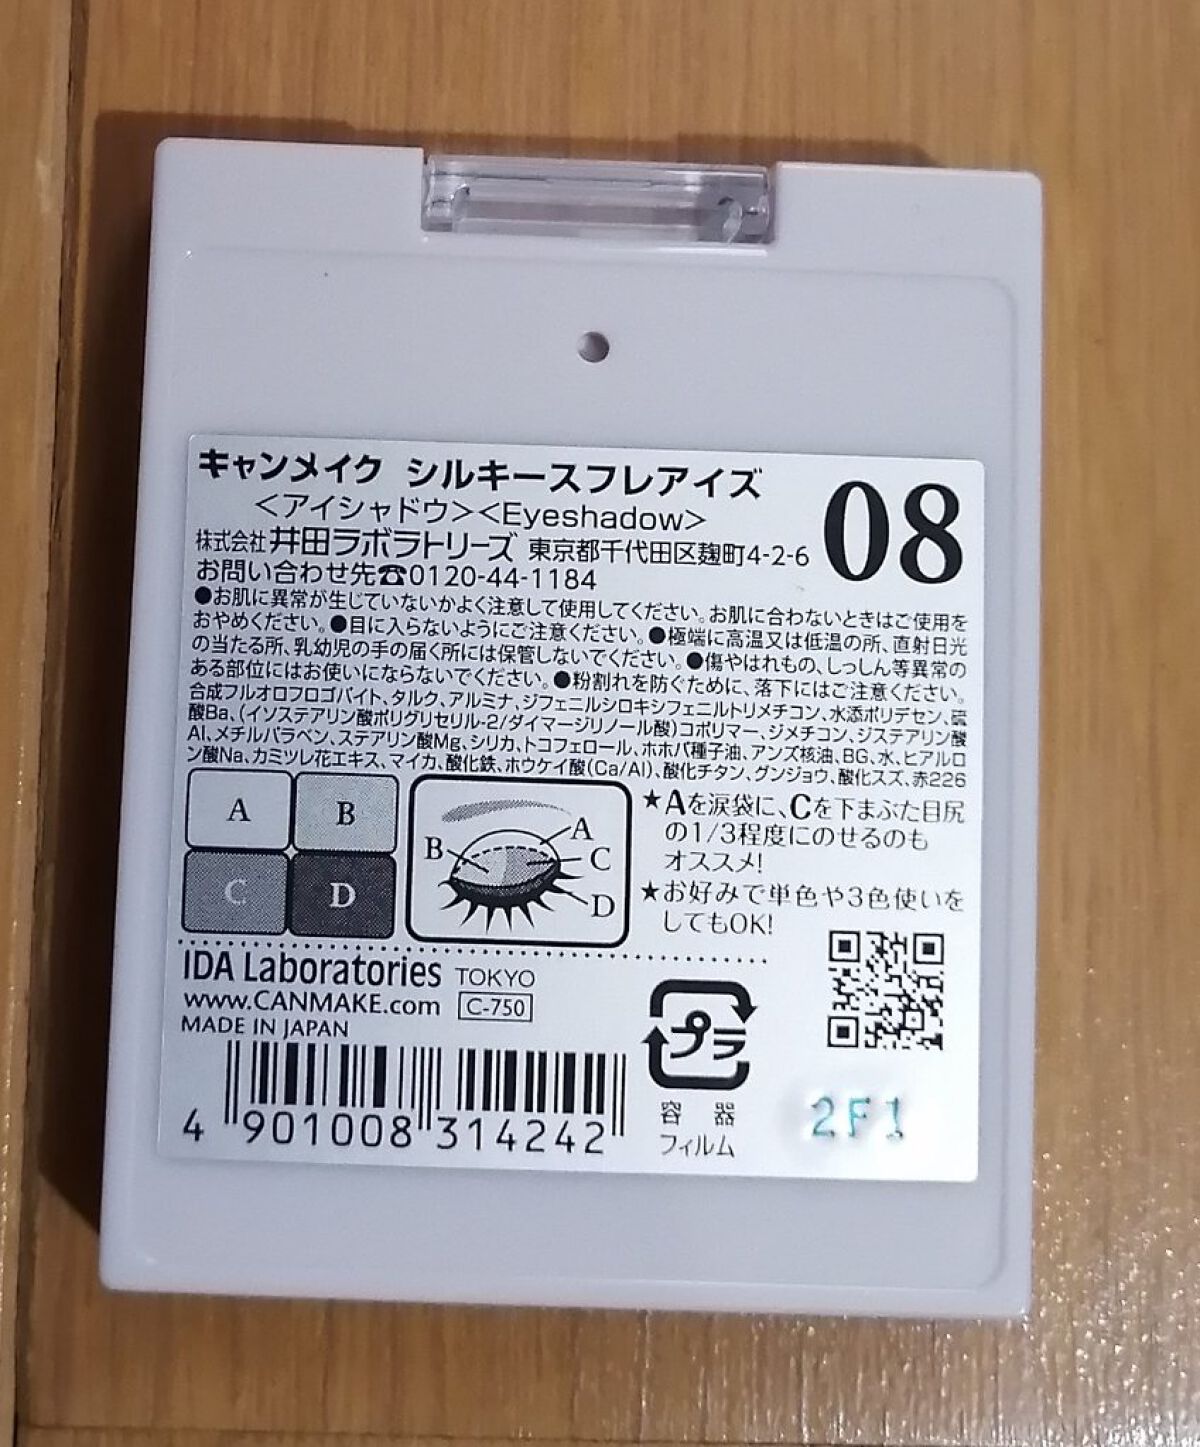 キャンメイク シルキースフレアイズ
＜アイシャドウ＞＜Eyeshadow＞
08
株式会社 井田ラボラトリーズ 東京都千代田区麹町4-2-6
お問い合わせ先☎0120-44-1184
●お肌に異常が生じていないかよく注意して使用してください。お肌に合わないときはご使用を
おやめください。●目に入らないようにご注意ください。●極端に高温又は低温の所、直射日光
の当たる所、乳幼児の手の届く所には保管しないでください。●傷やはれもの、しっしん等異常の
ある部位にはお使いにならないでください。●粉割れを防ぐために、落下にはご注意ください。
合成フルオロフロゴパイト、タルク、アルミナ、ジフェニルシロキシフェニルトリメチコン、水添ポリデセン、硫
酸Ba、(イソステアリン酸ポリグリセリル-2/ダイマージリノール酸)コポリマー、ジメチコン、ジステアリン酸
Al、メチルパラベン、ステアリン酸Mg、シリカ、トコフェロール、ホホバ種子油、アンズ核油、BG、水、ヒアルロ
ン酸Na、カミツレ花エキス、マイカ、酸化鉄、ホウケイ酸(Ca/Al)、酸化チタン、グンジョウ、酸化スズ、赤226
A B
C D
A
B C
D
★Aを涙袋に、Cを下まぶた目尻
の1/3程度にのせるのも
オススメ!
★お好みで単色や3色使いを
してもOK!
IDA Laboratories TOKYO
www.CANMAKE.com C-750
MADE IN JAPAN
4 901008 314242
プラ
容器
フィルム
2F1